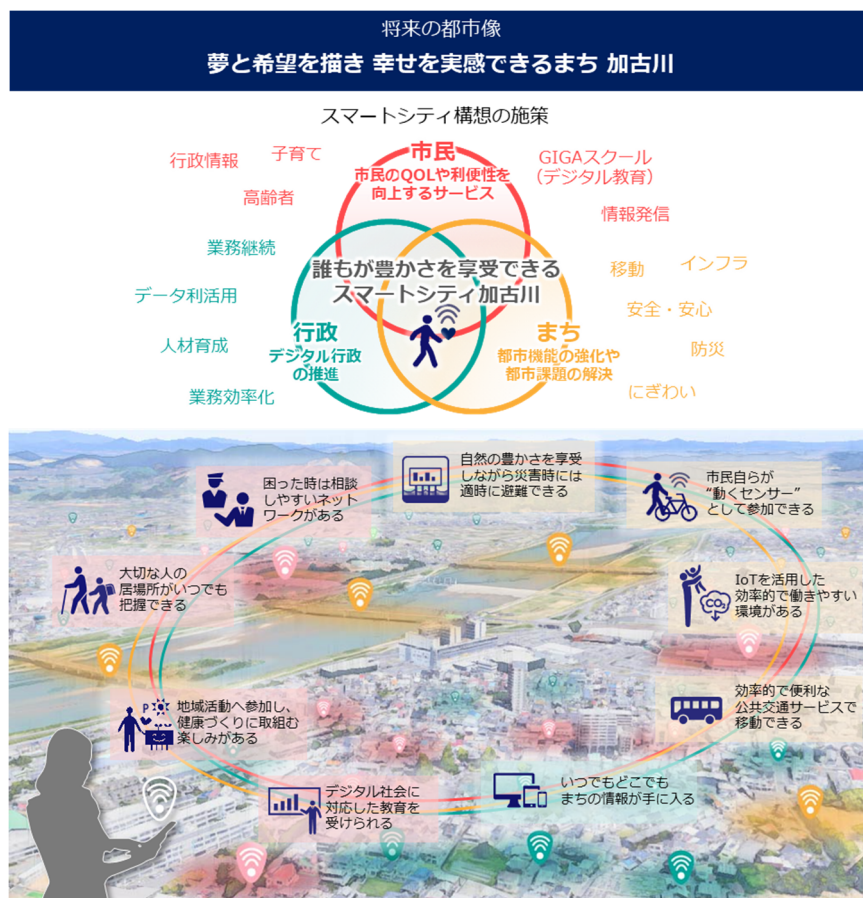 将来の都市像
夢と希望を描き 幸せを実感できるまち 加古川
スマートシティ構想の施策
行政情報
子育て
高齢者
市民
市民のQOLや利便性を
向上するサービス
GIGAスクール
（デジタル教育）
情報発信
業務継続
データ利活用
人材育成
業務効率化
誰もが豊かさを享受できる
スマートシティ加古川
行政
デジタル行政
の推進
まち
都市機能の強化や
都市課題の解決
移動
インフラ
安全・安心
防災
にぎわい
困った時は相談
しやすいネット
ワークがある
自然の豊かさを享受
しながら災害時には
適時に避難できる
市民自らが
“動くセンサー”
として参加できる
大切な人の
居場所がいつでも
把握できる
IoTを活用した
効率的で働きやすい
環境がある
CO₂
地域活動へ参加し、
健康づくりに取組む
楽しみがある
P
効率的で便利な
公共交通サービスで
移動できる
デジタル社会に
対応した教育を
受けられる
いつでもどこでも
まちの情報が手に入る